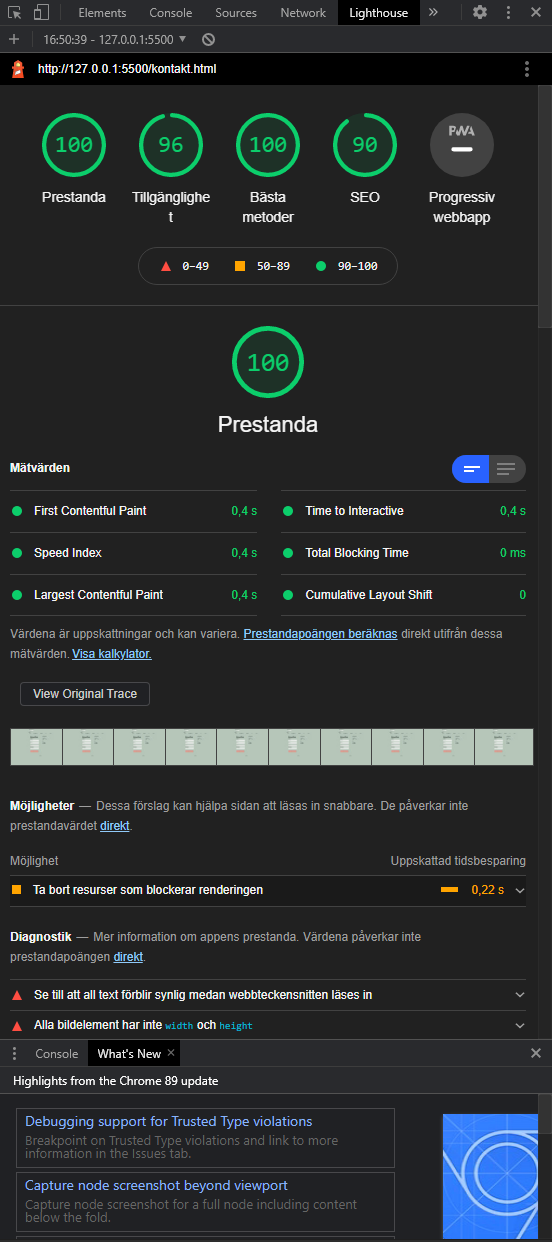 Elements Console Sources Network Lighthouse »
16:50:39 - 127.0.0.1:5500
http://127.0.0.1:5500/kontakt.html
100 96 100 90 PWA
Prestanda Tillgänglighe Bästa SEO Progressiv
t metoder webbapp
0–49 50–89 90–100
100
Prestanda
Mätvärden
First Contentful Paint 0,4 s Time to Interactive 0,4 s
Speed Index 0,4 s Total Blocking Time 0 ms
Largest Contentful Paint 0,4 s Cumulative Layout Shift 0
Värdena är uppskattningar och kan variera. Prestandapoängen beräknas direkt utifrån dessa
mätvärden. Visa kalkylator.
View Original Trace
Möjligheter — Dessa förslag kan hjälpa sidan att läsas in snabbare. De påverkar inte
prestandavärdet direkt.
Möjlighet Uppskattad tidsbesparing
Ta bort resurser som blockerar renderingen 0,22 s
Diagnostik — Mer information om appens prestanda. Värdena påverkar inte
prestandapoängen direkt.
Se till att all text förblir synlig medan webbteckensnitten läses in
Alla bildelement har inte width och height
Console What's New ×
Highlights from the Chrome 89 update
Debugging support for Trusted Type violations
Breakpoint on Trusted Type violations and link to more
information in the Issues tab.
Capture node screenshot beyond viewport
Capture node screenshot for a full node including content
below the fold.